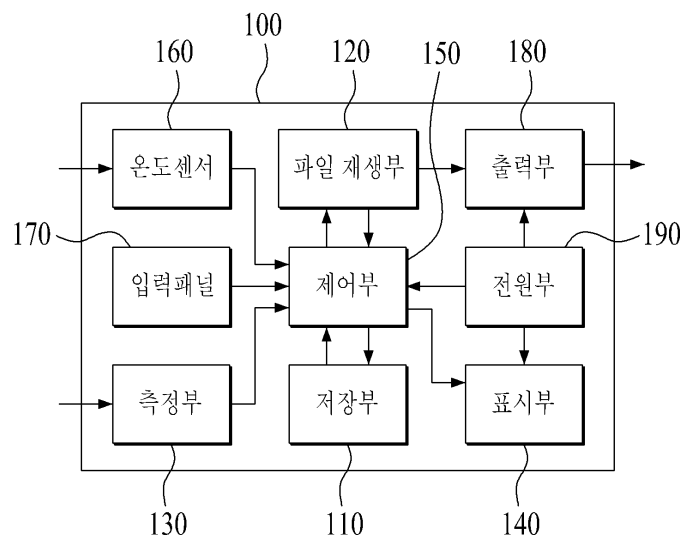 160
100
120
150
180
온도센서
파일 재생부
출력부
170
190
입력패널
제어부
전원부
측정부
저장부
표시부
130
110
140